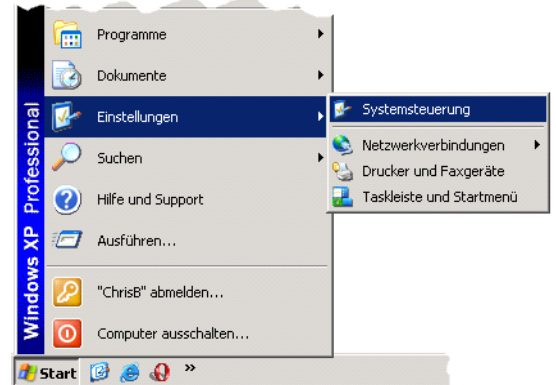 Programme
Dokumente
Einstellungen
Suchen
Hilfe und Support
Ausführen...
"ChrisB" abmelden...
Computer ausschalten...
Windows XP Professional
Systemsteuerung
Netzwerkverbindungen
Drucker und Faxgeräte
Taskleiste und Startmenü
Start
»